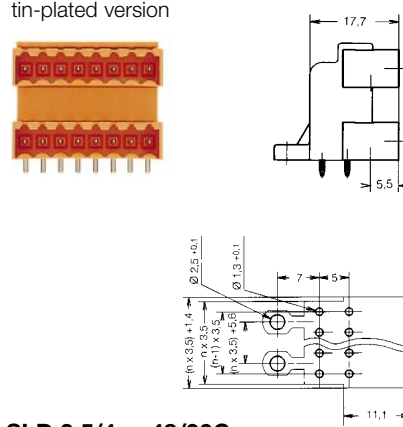 tin-plated version
17,7
5,5
Ø 2,5 +0,1
Ø 1,3 +0,1
7
5
(n x 3,5) +1,4
n x 3,5
(n-1) x 3,5
(n x 3,5) +5,6
11,1